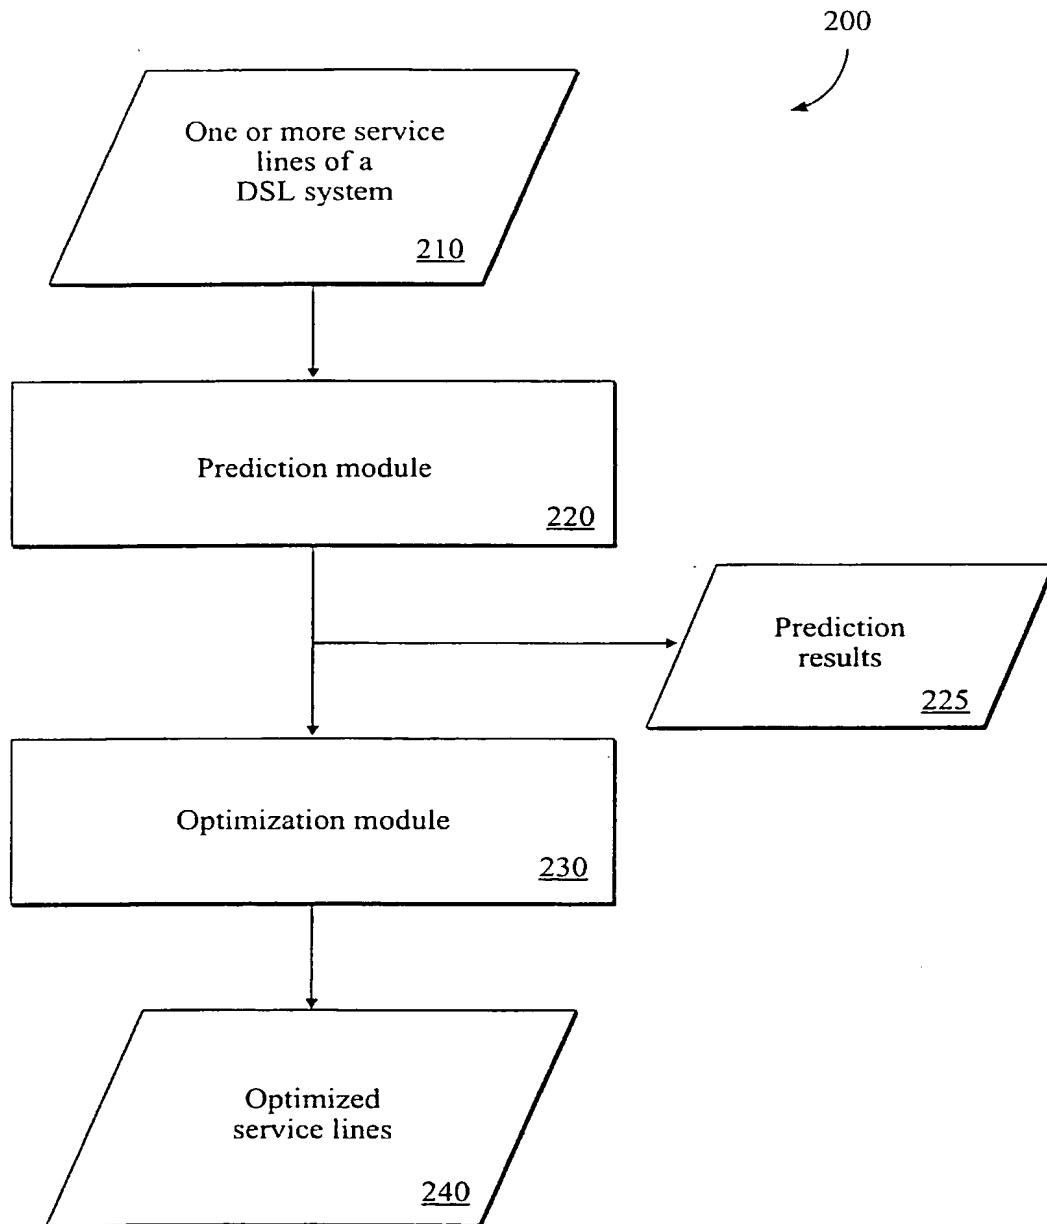 200
One or more service
lines of a
DSL system
210
Prediction module
220
Prediction
results
225
Optimization module
230
Optimized
service lines
240